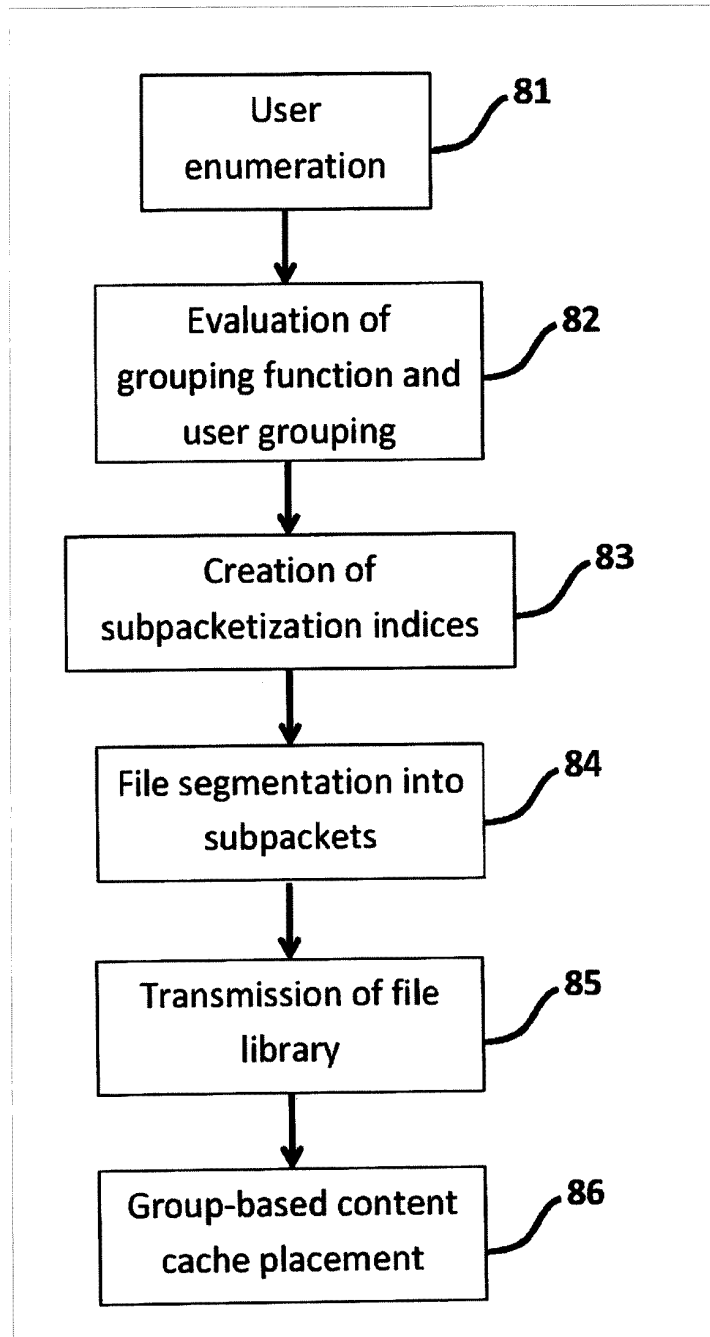 User
enumeration
81
Evaluation of
grouping function and
user grouping
82
Creation of
subpacketization indices
83
File segmentation into
subpackets
84
Transmission of file
library
85
Group-based content
cache placement
86